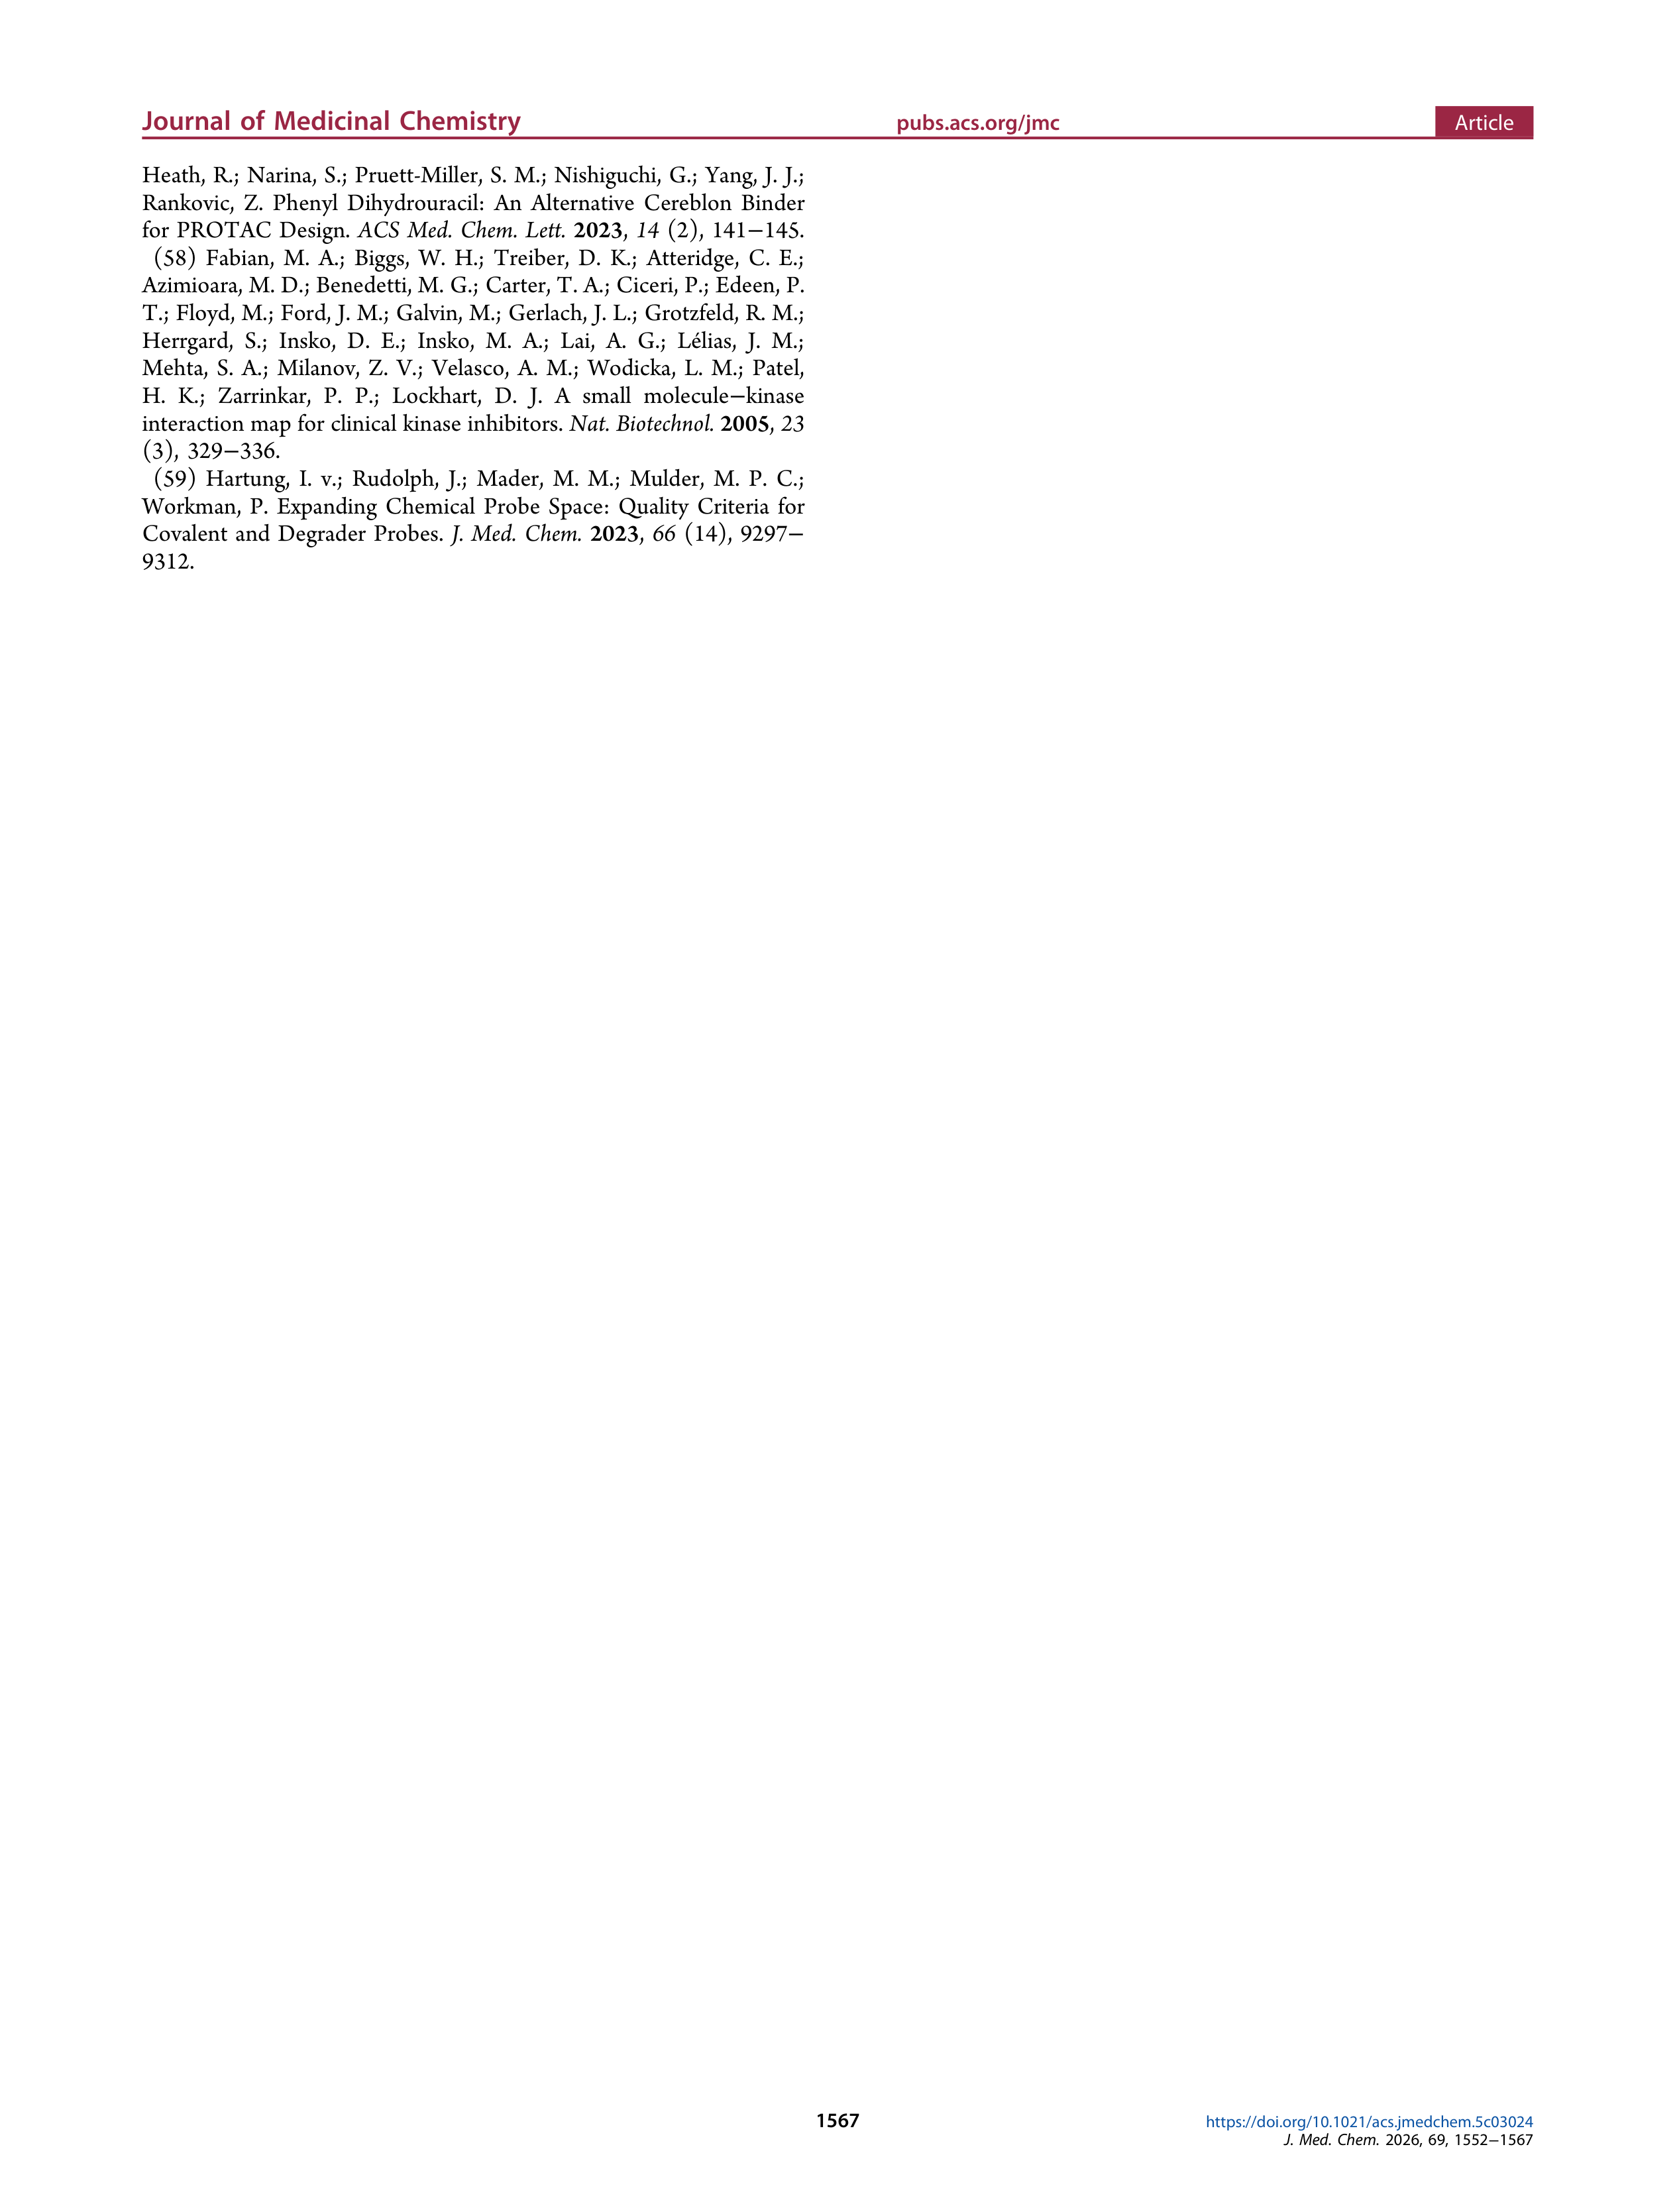 Journal of Medicinal Chemistry
pubs.acs.org/jmc
Article
Heath, R.; Narina, S.; Pruett-Miller, S. M.; Nishiguchi, G.; Yang, J. J.;
Rankovic, Z. Phenyl Dihydrouracil: An Alternative Cereblon Binder
for PROTAC Design. ACS Med. Chem. Lett. 2023, 14 (2), 141−145.
(58) Fabian, M. A.; Biggs, W. H.; Treiber, D. K.; Atteridge, C. E.;
Azimioara, M. D.; Benedetti, M. G.; Carter, T. A.; Ciceri, P.; Edeen, P.
T.; Floyd, M.; Ford, J. M.; Galvin, M.; Gerlach, J. L.; Grotzfeld, R. M.;
Herrgard, S.; Insko, D. E.; Insko, M. A.; Lai, A. G.; Lélias, J. M.;
Mehta, S. A.; Milanov, Z. V.; Velasco, A. M.; Wodicka, L. M.; Patel,
H. K.; Zarrinkar, P. P.; Lockhart, D. J. A small molecule−kinase
interaction map for clinical kinase inhibitors. Nat. Biotechnol. 2005, 23
(3), 329−336.
(59) Hartung, I. v.; Rudolph, J.; Mader, M. M.; Mulder, M. P. C.;
Workman, P. Expanding Chemical Probe Space: Quality Criteria for
Covalent and Degrader Probes. J. Med. Chem. 2023, 66 (14), 9297−
9312.
1567
https://doi.org/10.1021/acs.jmedchem.5c03024
J. Med. Chem. 2026, 69, 1552−1567